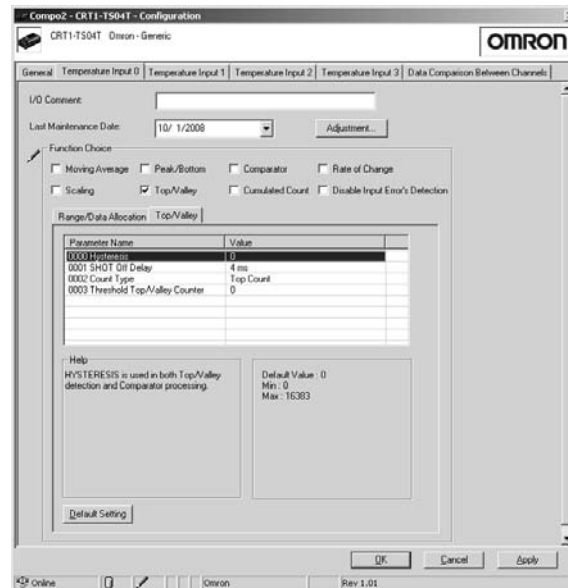 Compo2 - CRT1-TS04T - Configuration
CRT1-TS04T Omron - Generic
OMRON
General Temperature Input 0 Temperature Input 1 Temperature Input 2 Temperature Input 3 Data Comparison Between Channels
I/O Comment:
Last Maintenance Date: 10/ 1/2008 Adjustment...
Function Choice
Moving Average Peak/Bottom Comparator Rate of Change
Scaling Top/Valley Cumulated Count Disable Input Error's Detection
Range/Data Allocation Top/Valley
Parameter Name Value
0000 Hysteresis 0
0001 SHOT Off Delay 4 ms
0002 Count Type Top Count
0003 Threshold Top/Valley Counter 0
Help
HYSTERESIS is used in both Top/Valley
detection and Comparator processing.
Default Value : 0
Min : 0
Max : 16383
Default Setting
OK Cancel Apply
Online Omron Rev 1.01